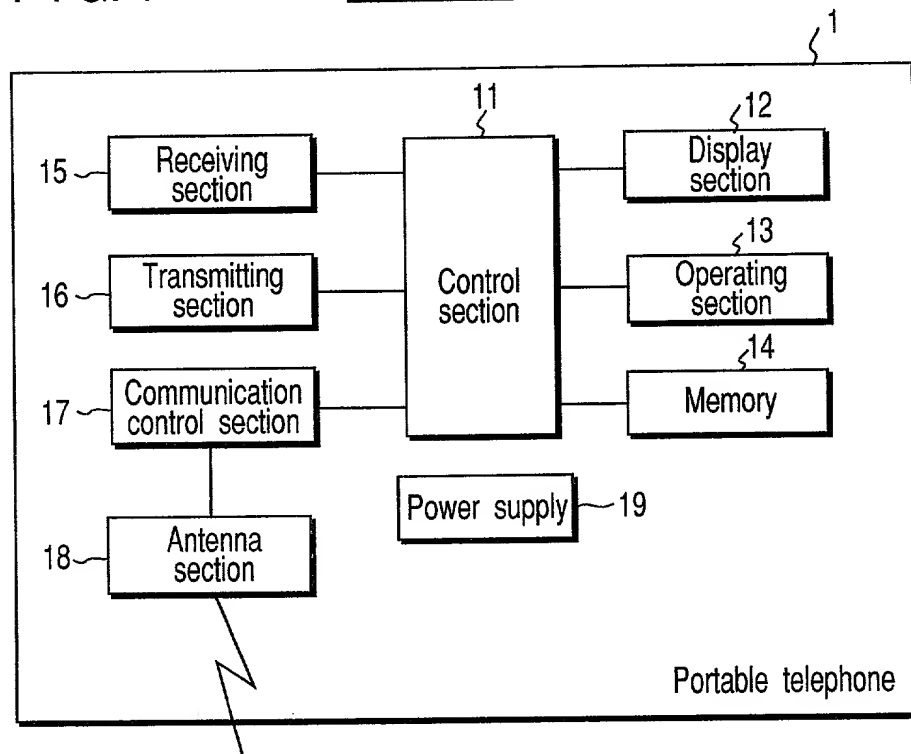 1
11
12
15
Receiving
section
Display
section
13
16
Transmitting
section
Control
section
Operating
section
14
17
Communication
control section
Memory
Power supply
19
18
Antenna
section
Portable telephone